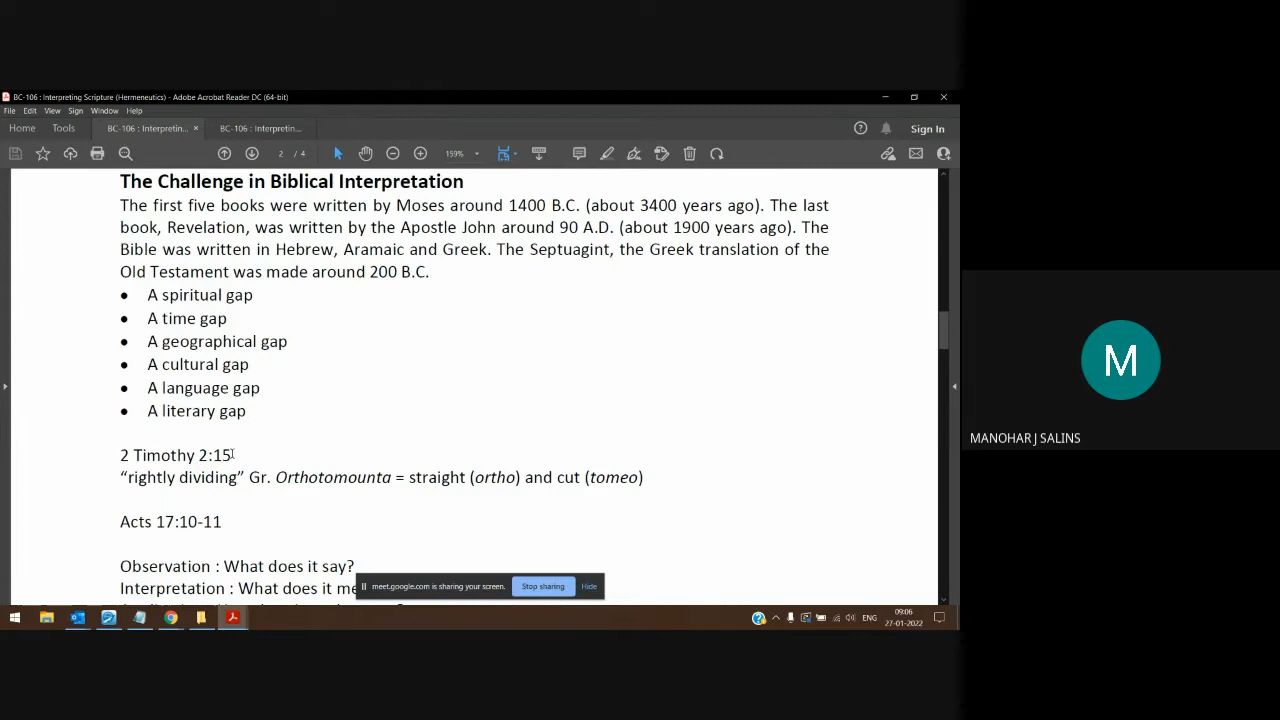 BC-106 : Interpreting Scripture (Hermeneutics) - Adobe Acrobat Reader DC (64-bit)
File Edit View Sign Window Help
Home Tools BC-106 : Interpretin... × BC-106 : Interpretin... Sign In
2 / 4 159%
The Challenge in Biblical Interpretation
The first five books were written by Moses around 1400 B.C. (about 3400 years ago). The last
book, Revelation, was written by the Apostle John around 90 A.D. (about 1900 years ago). The
Bible was written in Hebrew, Aramaic and Greek. The Septuagint, the Greek translation of the
Old Testament was made around 200 B.C.
• A spiritual gap
• A time gap
• A geographical gap
• A cultural gap
• A language gap
• A literary gap
2 Timothy 2:15
“rightly dividing” Gr. Orthotomounta = straight (ortho) and cut (tomeo)
Acts 17:10-11
Observation : What does it say?
Interpretation : What does it me
meet.google.com is sharing your screen. Stop sharing Hide
ENG 09:06
27-01-2022
M
MANOHAR J SALINS